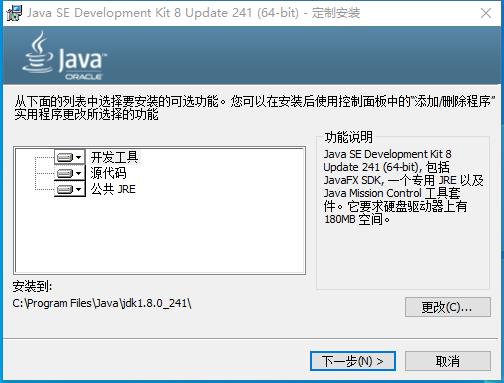 Java SE Development Kit 8 Update 241 (64-bit) - 定制安装
Java
ORACLE
从下面的列表中选择要安装的可选功能。您可以在安装后使用控制面板中的“添加/删除程序”
实用程序更改所选择的功能
开发工具
源代码
公共 JRE
功能说明
Java SE Development Kit 8
Update 241 (64-bit), 包括
JavaFX SDK, 一个专用 JRE 以及
Java Mission Control 工具套
件。它要求硬盘驱动器上有
180MB 空间。
安装到:
C:\Program Files\Java\jdk1.8.0_241\
更改(C)...
下一步(N) >
取消